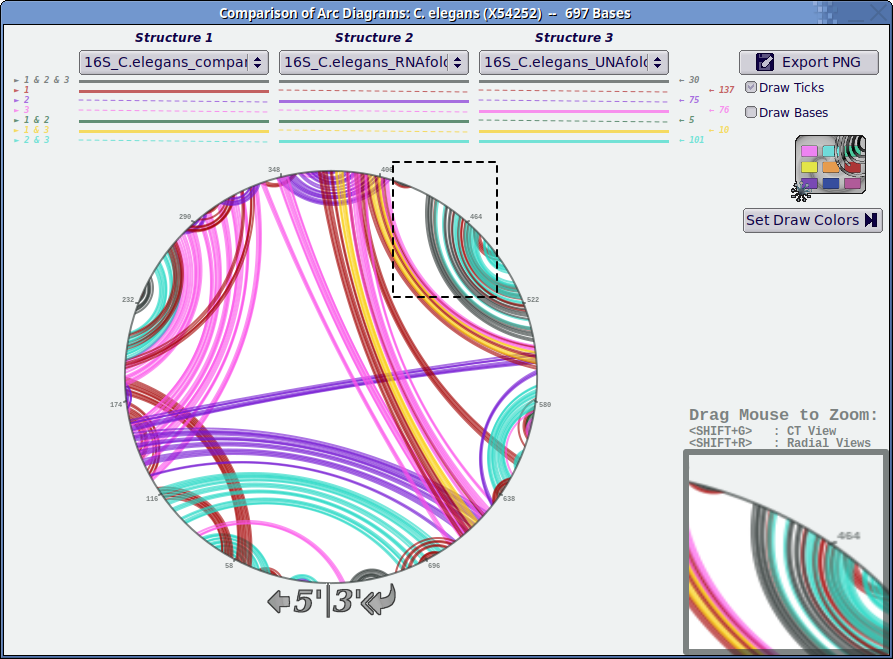 Comparison of Arc Diagrams: C. elegans (X54252) -- 697 Bases
Structure 1
Structure 2
Structure 3
16S_C.elegans_compar
16S_C.elegans_RNAfold
16S_C.elegans_UNAfold
1 & 2 & 3
1
2
3
1 & 2
1 & 3
2 & 3
30
137
75
76
5
10
101
Export PNG
Draw Ticks
Draw Bases
Set Draw Colors
348
406
290
464
232
522
174
580
116
638
58
696
5'|3'
Drag Mouse to Zoom:
<SHIFT+G> : CT View
<SHIFT+R> : Radial Views
464